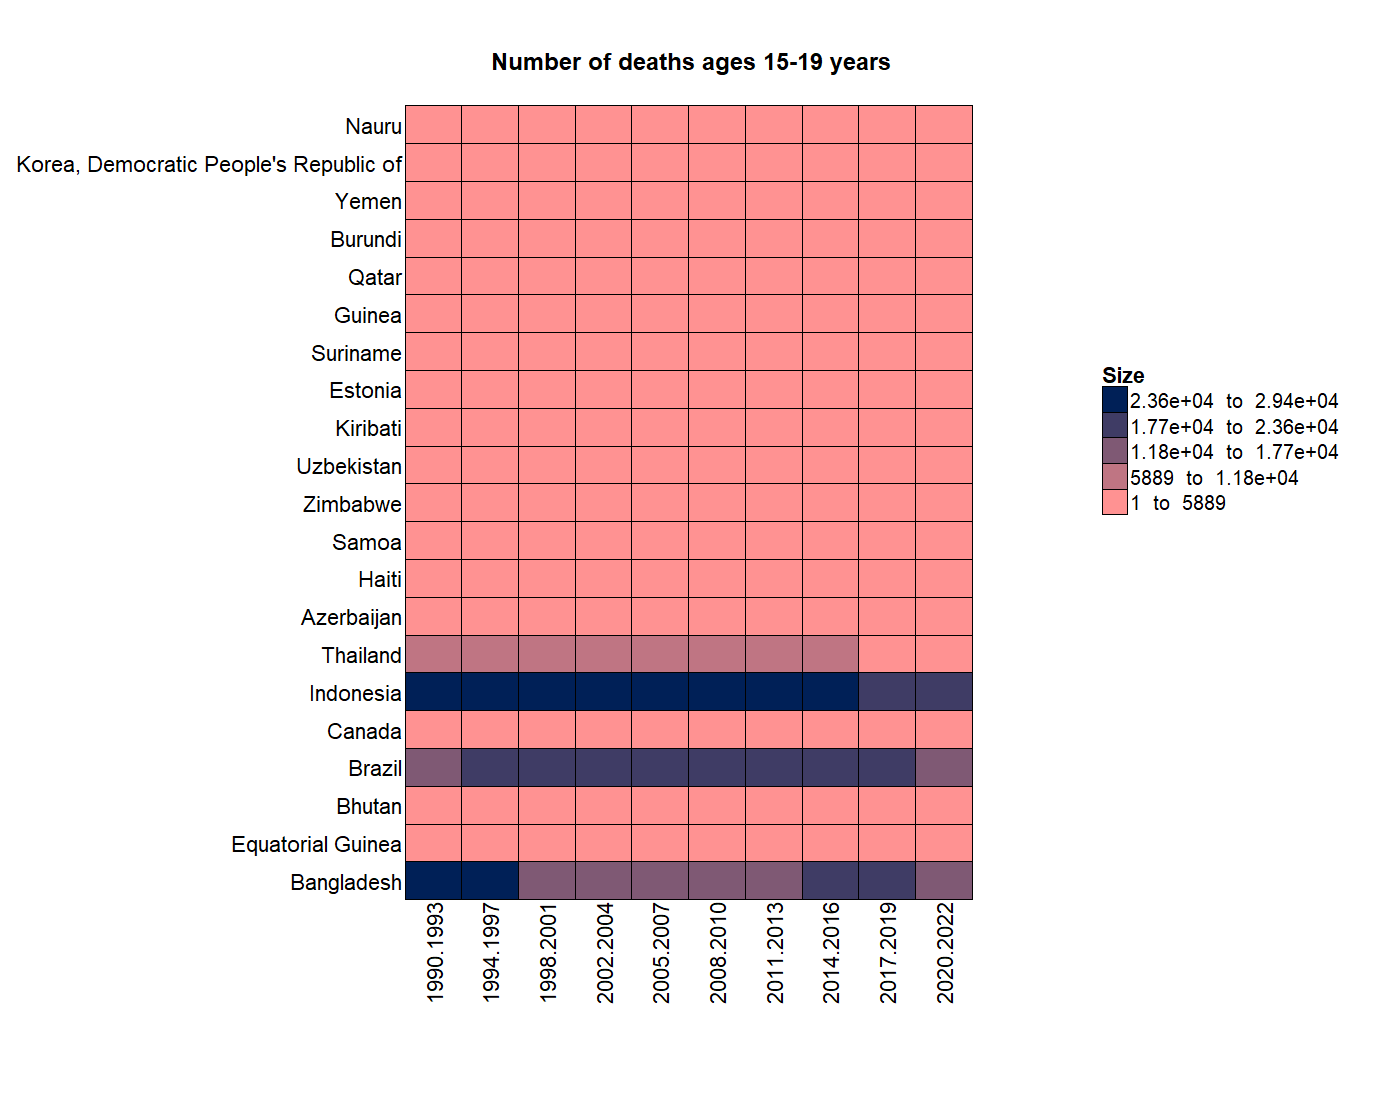 Number of deaths ages 15-19 years
Nauru
Korea, Democratic People's Republic of
Yemen
Burundi
Qatar
Guinea
Suriname
Estonia
Kiribati
Uzbekistan
Zimbabwe
Samoa
Haiti
Azerbaijan
Thailand
Indonesia
Canada
Brazil
Bhutan
Equatorial Guinea
Bangladesh
1990.1993
1994.1997
1998.2001
2002.2004
2005.2007
2008.2010
2011.2013
2014.2016
2017.2019
2020.2022
Size
2.36e+04 to 2.94e+04
1.77e+04 to 2.36e+04
1.18e+04 to 1.77e+04
5889 to 1.18e+04
1 to 5889